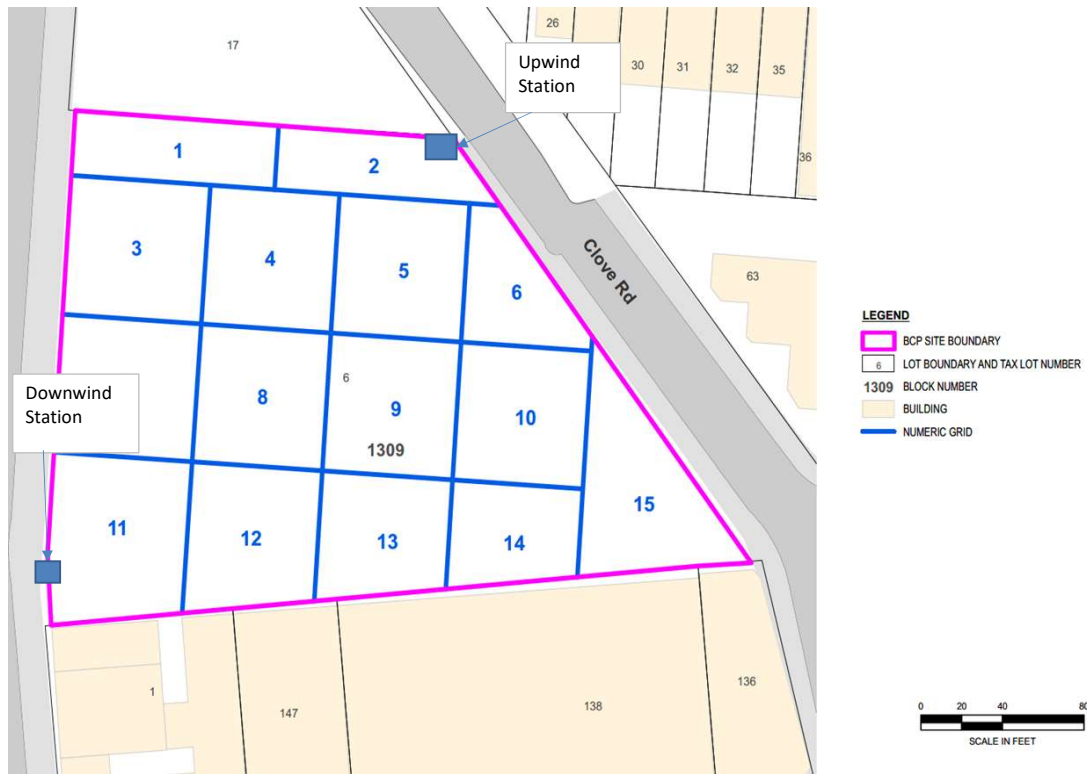 26
17
Upwind
Station
30
31
32
35
36
1
2
3
4
5
6
Clove Rd
63
LEGEND
BCP SITE BOUNDARY
6 LOT BOUNDARY AND TAX LOT NUMBER
1309 BLOCK NUMBER
BUILDING
NUMERIC GRID
Downwind
Station
6
8
9
10
1309
11
12
13
14
15
1
147
138
136
0 20 40 80
SCALE IN FEET